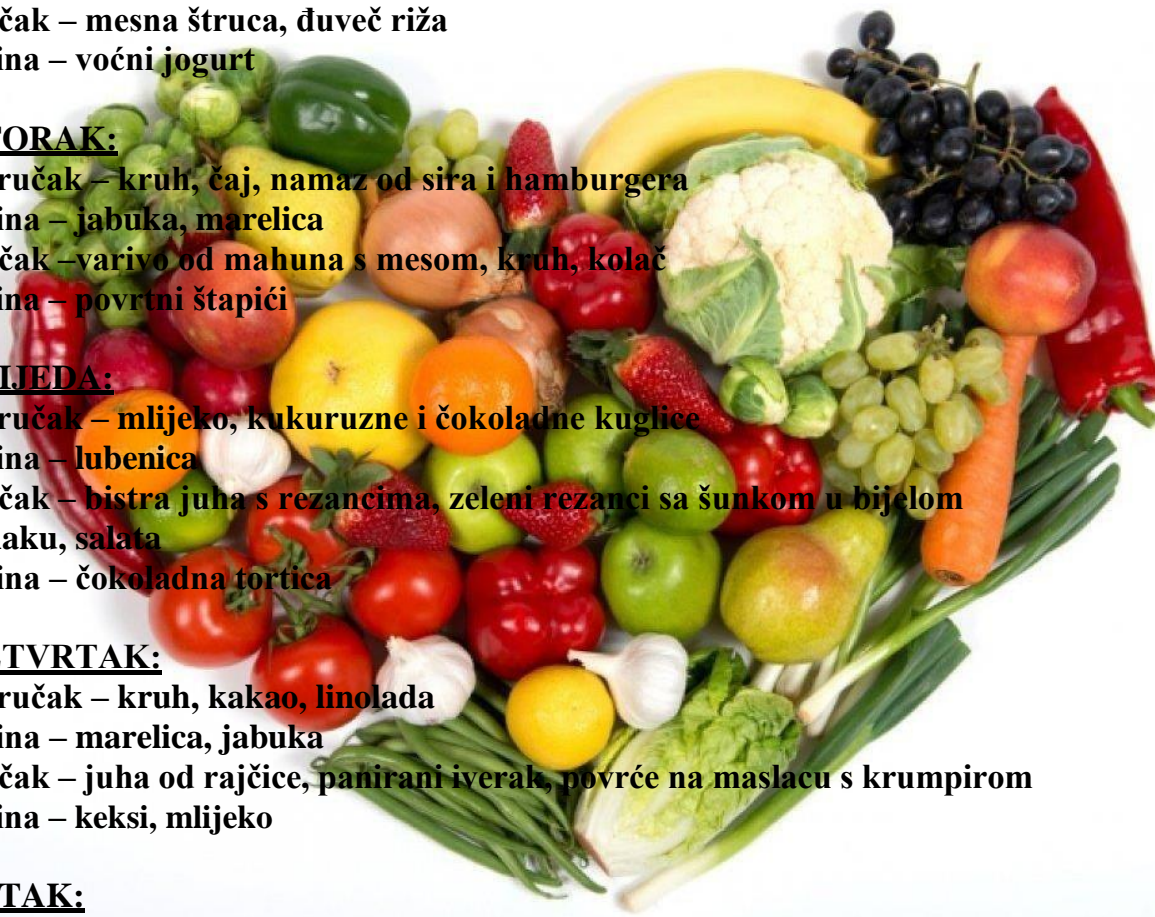 čak – mesna štruca, đuveč riža
ina – voćni jogurt
TORAK:
ručak – kruh, čaj, namaz od sira i hamburgera
ina – jabuka, marelica
čak –varivo od mahuna s mesom, kruh, kolač
ina – povrtni štapići
IJEDA:
ručak – mlijeko, kukuruzne i čokoladne kuglice
ina – lubenica
čak – bistra juha s rezancima, zeleni rezanci sa šunkom u bijelom
aku, salata
ina – čokoladna tortica
TVRTAK:
ručak – kruh, kakao, linolada
ina – marelica, jabuka
čak – juha od rajčice, panirani iverak, povrće na maslacu s krumpirom
ina – keksi, mlijeko
TAK: